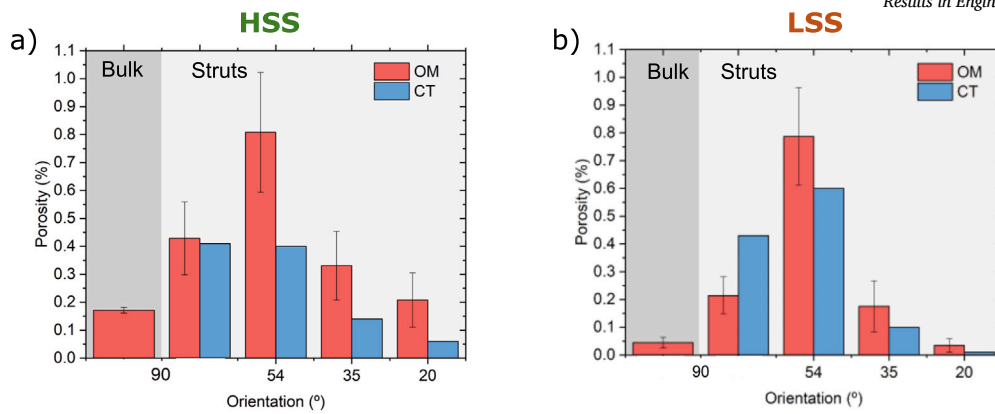 Results in Engin
HSS
LSS
a)
1.1
1.0
0.9
0.8
0.7
0.6
0.5
0.4
0.3
0.2
0.1
0.0
Porosity (%)
Bulk
Struts
OM
CT
90
54
35
20
Orientation (º)
b)
1.1
1.0
0.9
0.8
0.7
0.6
0.5
0.4
0.3
0.2
0.1
0.0
Porosity (%)
Bulk
Struts
OM
CT
90
54
35
20
Orientation (º)